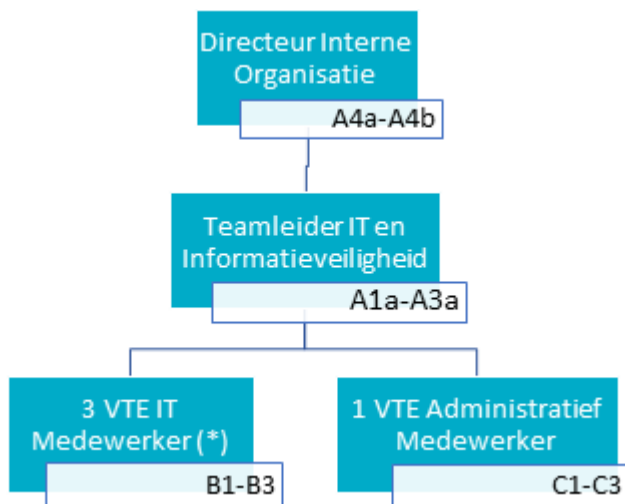 Directeur Interne
Organisatie
A4a-A4b
Teamleider IT en
Informatieveiligheid
A1a-A3a
3 VTE IT
Medewerker (*)
B1-B3
1 VTE Administratief
Medewerker
C1-C3